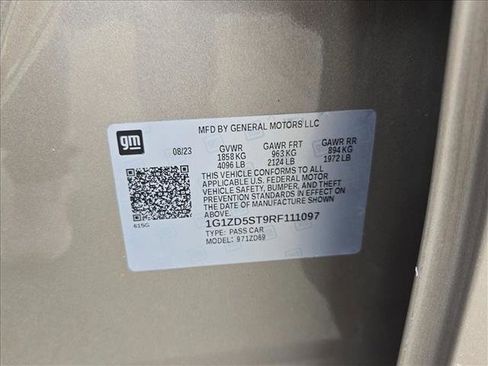 MFD BY GENERAL MOTORS LLC
gm
08/23 GVWR GAWR FRT GAWR RR
1858 KG 963 KG 894 KG
4096 LB 2124 LB 1972 LB
THIS VEHICLE CONFORMS TO ALL
APPLICABLE U.S. FEDERAL MOTOR
VEHICLE SAFETY, BUMPER, AND THEFT
PREVENTION STANDARDS IN EFFECT ON
THE DATE OF MANUFACTURE SHOWN
ABOVE.
615G
1G1ZD5ST9RF111097
TYPE: PASS CAR
MODEL: 971ZD69